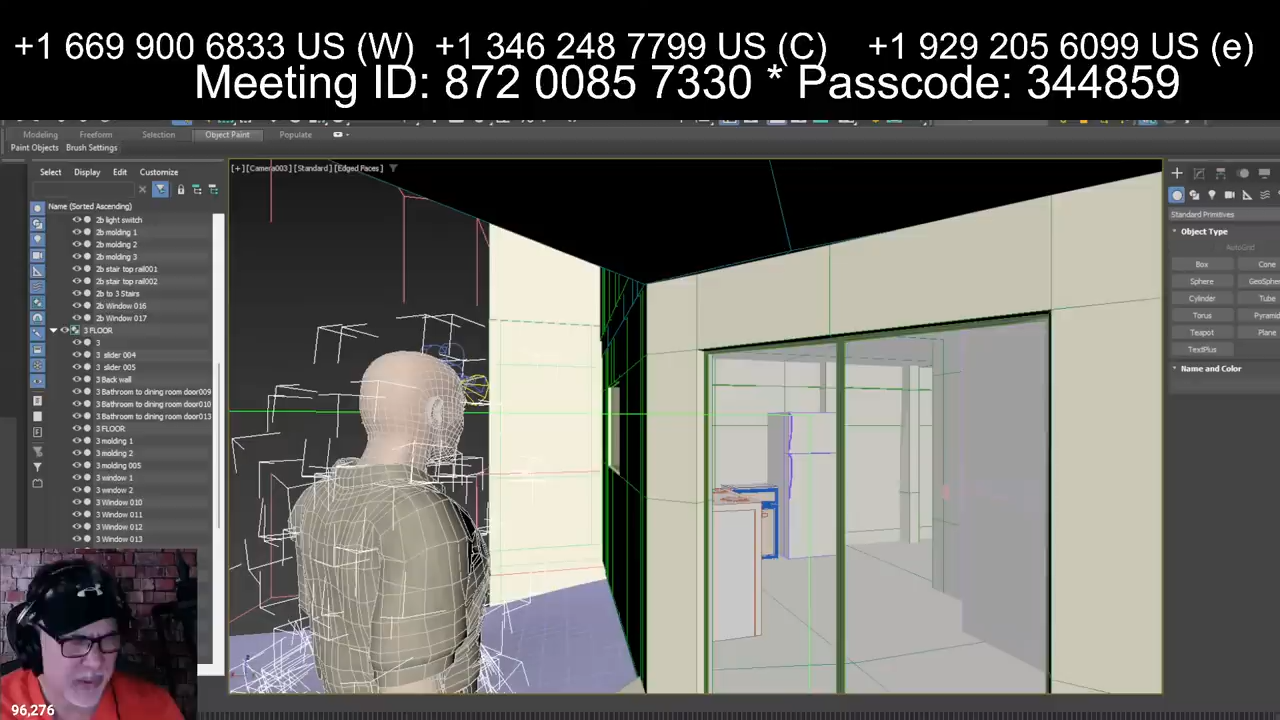 +1 669 900 6833 US (W) +1 346 248 7799 US (C) +1 929 205 6099 US (e)
Meeting ID: 872 0085 7330 * Passcode: 344859
Modeling Freeform Selection Object Paint Populate
Paint Objects Brush Settings
Select Display Edit Customize
[+] [Camera003] [Standard] [Edged Faces]
Name (Sorted Ascending)
2b light switch
2b molding 1
2b molding 2
2b molding 3
2b stair top rail001
2b stair top rail002
2b to 3 Stairs
2b Window 016
2b Window 017
3 FLOOR
3
3 slider 004
3 slider 005
3 Back wall
3 Bathroom to dining room door009
3 Bathroom to dining room door010
3 Bathroom to dining room door013
3 FLOOR
3 molding 1
3 molding 2
3 molding 005
3 window 1
3 window 2
3 Window 010
3 Window 011
3 Window 012
3 Window 013
Standard Primitives
Object Type
AutoGrid
Box Cone
Sphere GeoSphere
Cylinder Tube
Torus Pyramid
Teapot Plane
TextPlus
Name and Color
96,276